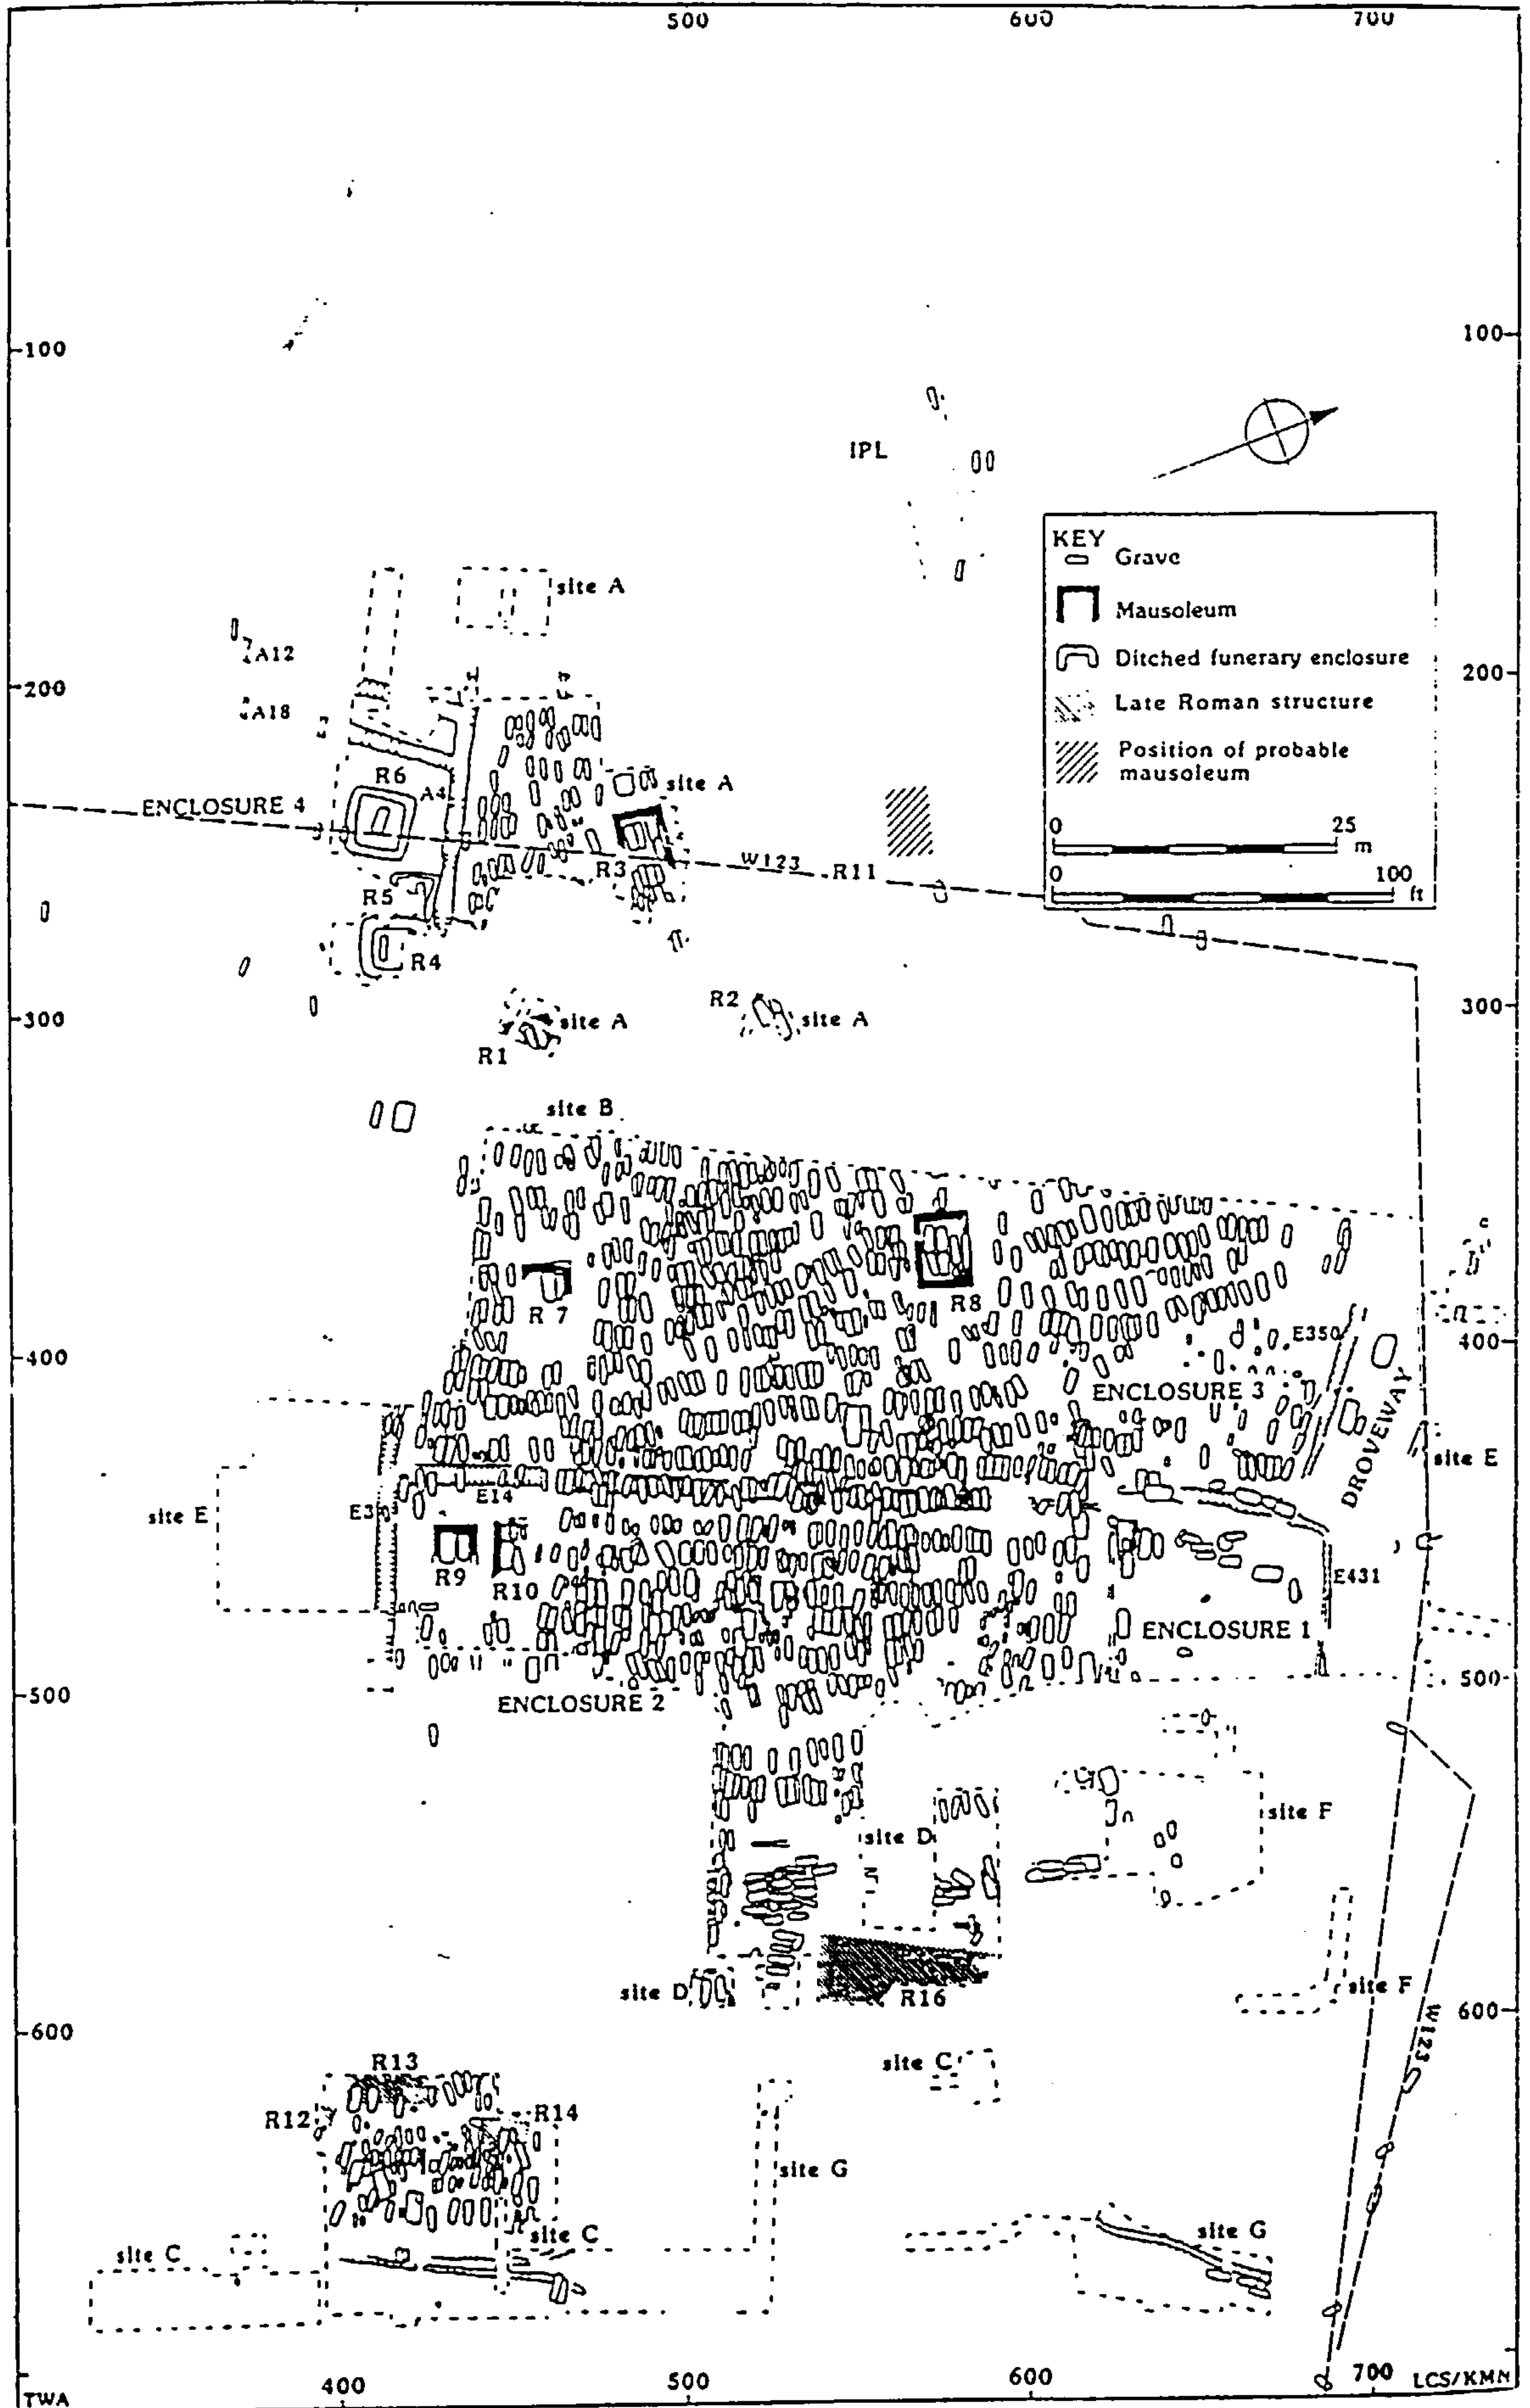 500 600 700
100 100
IPL
KEY
Grave
Mausoleum
Ditched funerary enclosure
Late Roman structure
Position of probable
mausoleum
0 25
m
0 100
ft
site A
A12
200 200
A18
R6
A4
site A
ENCLOSURE 4
R3
W123
R11
R5
R4
R2
300 300
site A
site A
R1
site B
R7
R8
E350
400 400
ENCLOSURE 3
DROVEWAY
site E
E14
E3
site E
R9
R10
E431
ENCLOSURE 1
500 500
ENCLOSURE 2
site F
site D
site D
R16
site F
600 600
W123
R13
site C
R12
R14
site G
site C
site G
site C
400 500 600 700
TWA
LCS/KMN